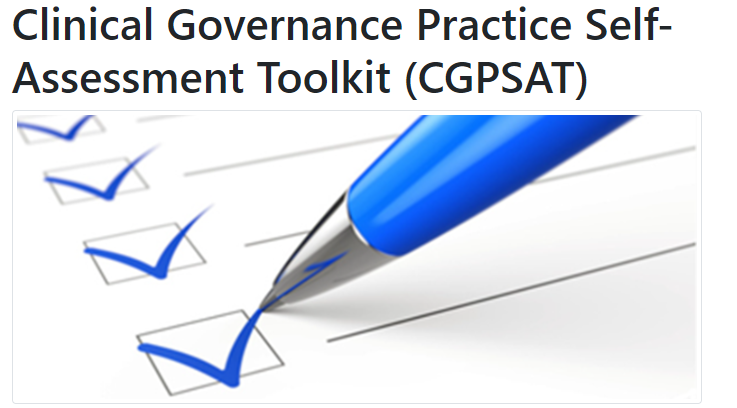 Clinical Governance Practice Self-
Assessment Toolkit (CGPSAT)